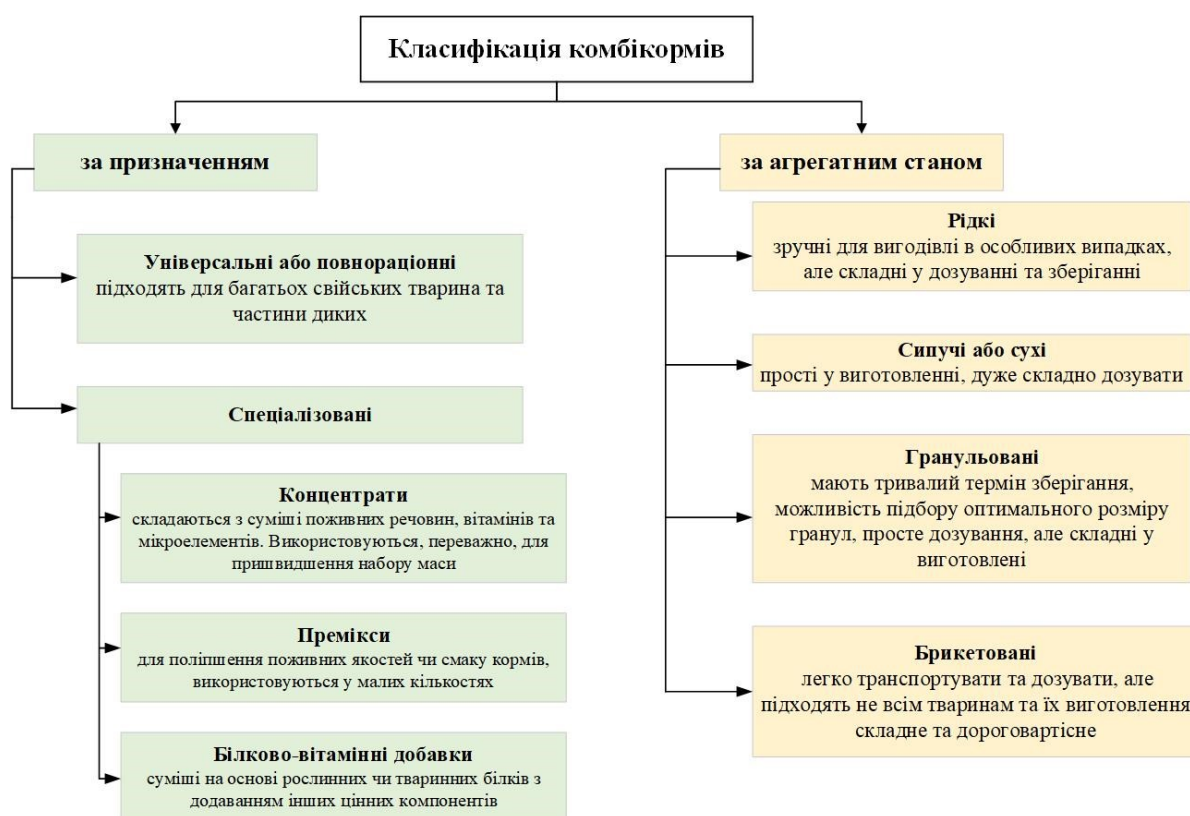 Класифікація комбікормів
за призначенням
Універсальні або повнораціонні
підходять для багатьох свійських тварина та
частини диких
Спеціалізовані
Концентрати
складаються з суміші поживних речовин, вітамінів та
мікроелементів. Використовуються, переважно, для
пришвидшення набору маси
Премікси
для поліпшення поживних якостей чи смаку кормів,
використовуються у малих кількостях
Білково-вітамінні добавки
суміші на основі рослинних чи тваринних білків з
додаванням інших цінних компонентів
за агрегатним станом
Рідкі
зручні для вигодівлі в особливих випадках,
але складні у дозуванні та зберіганні
Сипучі або сухі
прості у виготовленні, дуже складно дозувати
Гранульовані
мають тривалий термін зберігання,
можливість підбору оптимального розміру
гранул, просте дозування, але складні у
виготовлені
Брикетовані
легко транспортувати та дозувати, але
підходять не всім тваринам та їх виготовлення
складне та дороговартісне